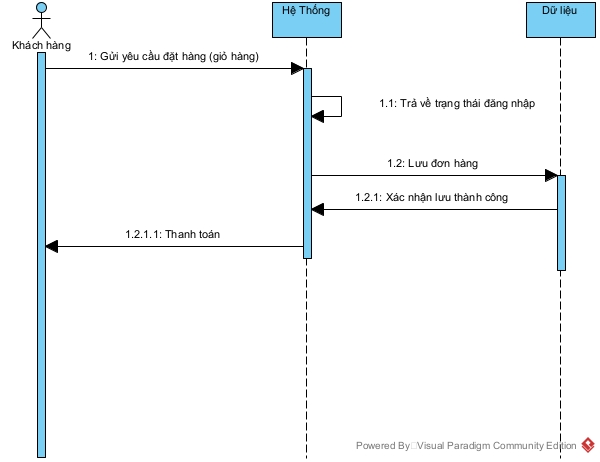 Hệ Thống
Dữ liệu
Khách hàng
1: Gửi yêu cầu đặt hàng (giỏ hàng)
1.1: Trả về trạng thái đăng nhập
1.2: Lưu đơn hàng
1.2.1: Xác nhận lưu thành công
1.2.1.1: Thanh toán
Powered By Visual Paradigm Community Edition